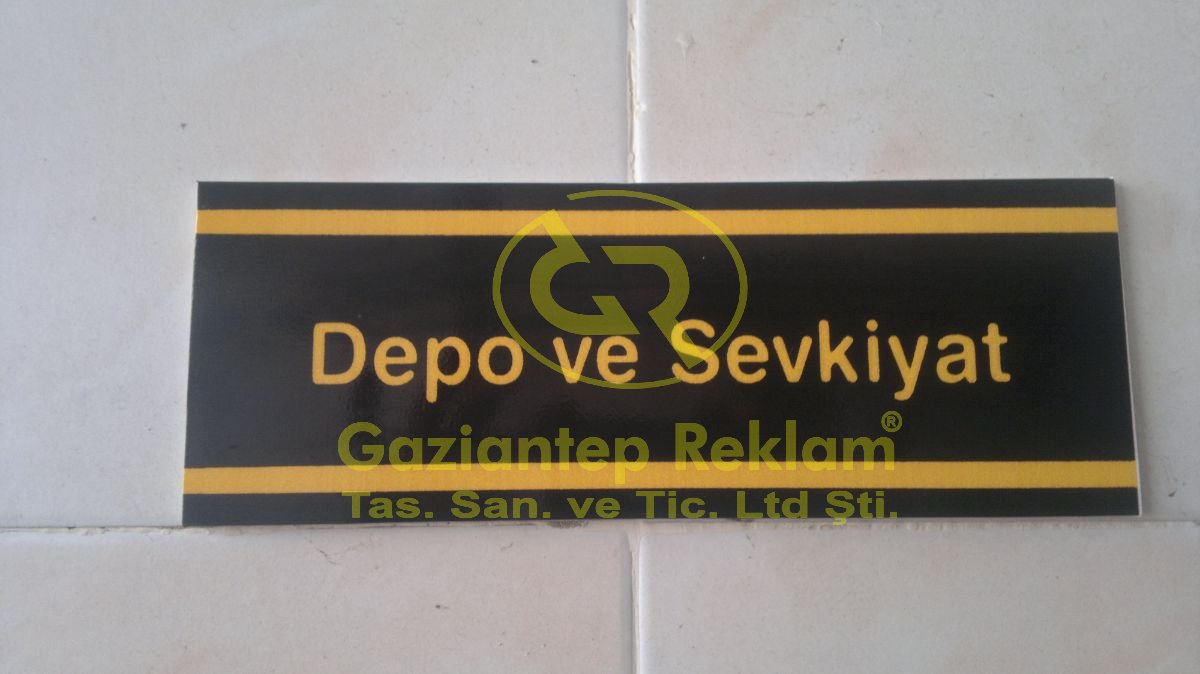 GR
Depo ve Sevkiyat
Gaziantep Reklam®
Tas. San. ve Tic. Ltd Şti.